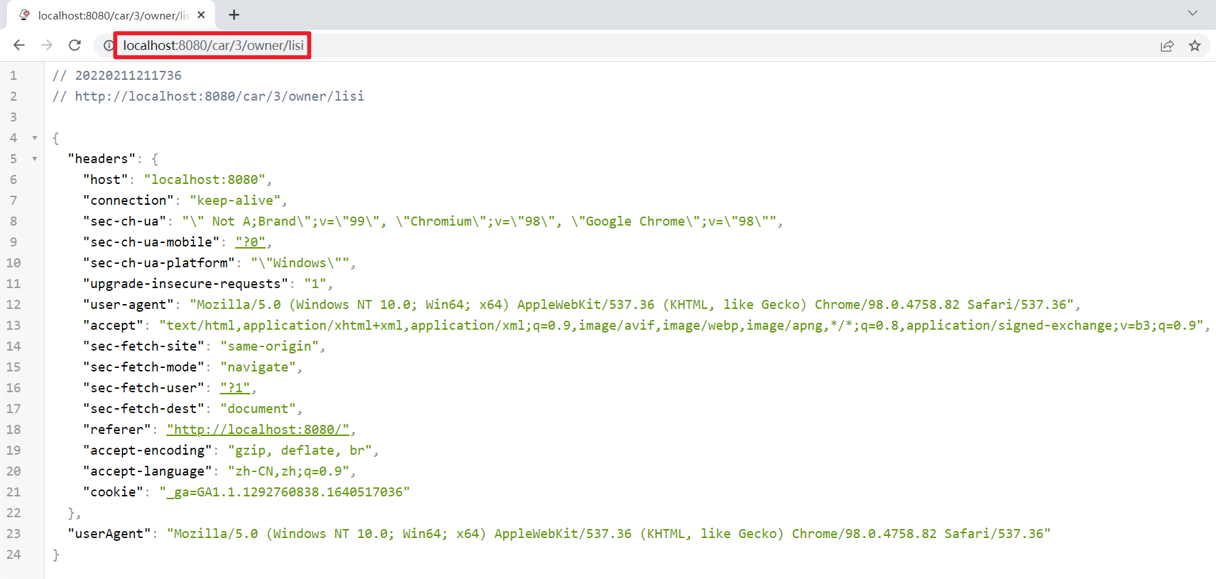 localhost:8080/car/3/owner/lis
localhost:8080/car/3/owner/lisi
1 // 20220211211736
2 // http://localhost:8080/car/3/owner/lisi
3
4 {
5 "headers": {
6 "host": "localhost:8080",
7 "connection": "keep-alive",
8 "sec-ch-ua": "\" Not A;Brand\";v=\"99\", \"Chromium\";v=\"98\", \"Google Chrome\";v=\"98\"",
9 "sec-ch-ua-mobile": "?0",
10 "sec-ch-ua-platform": "\"Windows\"",
11 "upgrade-insecure-requests": "1",
12 "user-agent": "Mozilla/5.0 (Windows NT 10.0; Win64; x64) AppleWebKit/537.36 (KHTML, like Gecko) Chrome/98.0.4758.82 Safari/537.36",
13 "accept": "text/html,application/xhtml+xml,application/xml;q=0.9,image/avif,image/webp,image/apng,*/*;q=0.8,application/signed-exchange;v=b3;q=0.9",
14 "sec-fetch-site": "same-origin",
15 "sec-fetch-mode": "navigate",
16 "sec-fetch-user": "?1",
17 "sec-fetch-dest": "document",
18 "referer": "http://localhost:8080/",
19 "accept-encoding": "gzip, deflate, br",
20 "accept-language": "zh-CN,zh;q=0.9",
21 "cookie": "_ga=GA1.1.1292760838.1640517036"
22 },
23 "userAgent": "Mozilla/5.0 (Windows NT 10.0; Win64; x64) AppleWebKit/537.36 (KHTML, like Gecko) Chrome/98.0.4758.82 Safari/537.36"
24 }